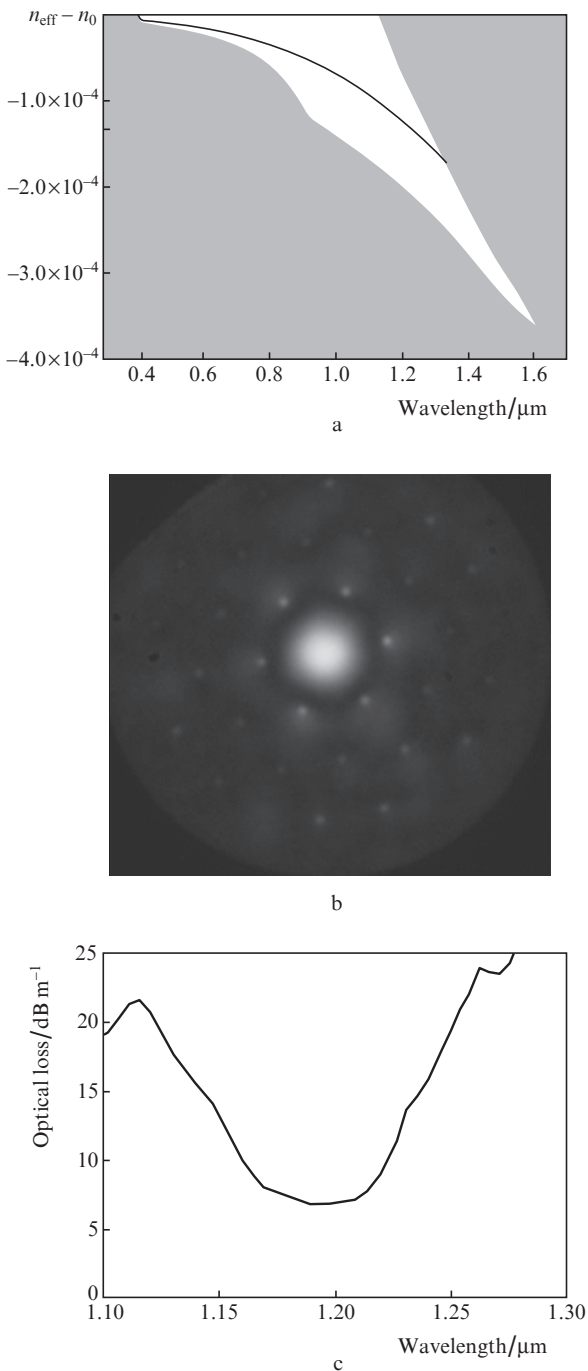 n_eff − n_0
−1.0×10⁻⁴
−2.0×10⁻⁴
−3.0×10⁻⁴
−4.0×10⁻⁴
0.4 0.6 0.8 1.0 1.2 1.4 1.6
Wavelength/μm
a
b
25
20
15
10
5
0
Optical loss/dB m⁻¹
1.10 1.15 1.20 1.25 1.30
Wavelength/μm
c